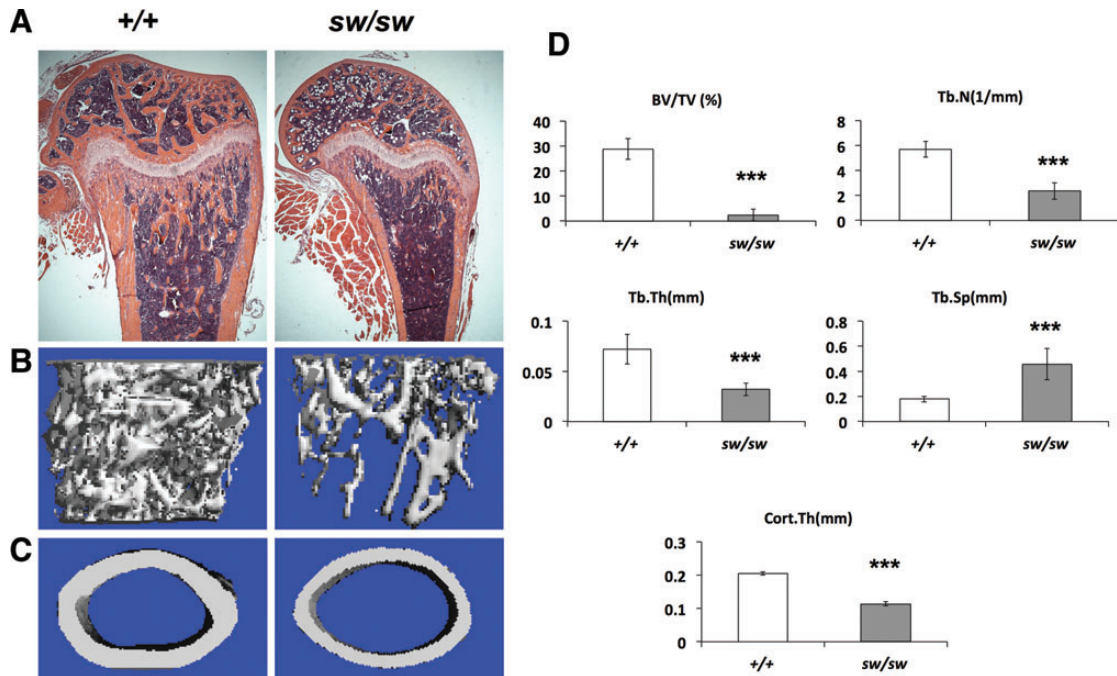 A
+/+
sw/sw
B
C
D
BV/TV (%)
40
30
20
10
0
***
+/+
sw/sw
Tb.N(1/mm)
8
6
4
2
0
***
+/+
sw/sw
Tb.Th(mm)
0.1
0.05
0
***
+/+
sw/sw
Tb.Sp(mm)
0.8
0.6
0.4
0.2
0
***
+/+
sw/sw
Cort.Th(mm)
0.3
0.2
0.1
0
***
+/+
sw/sw